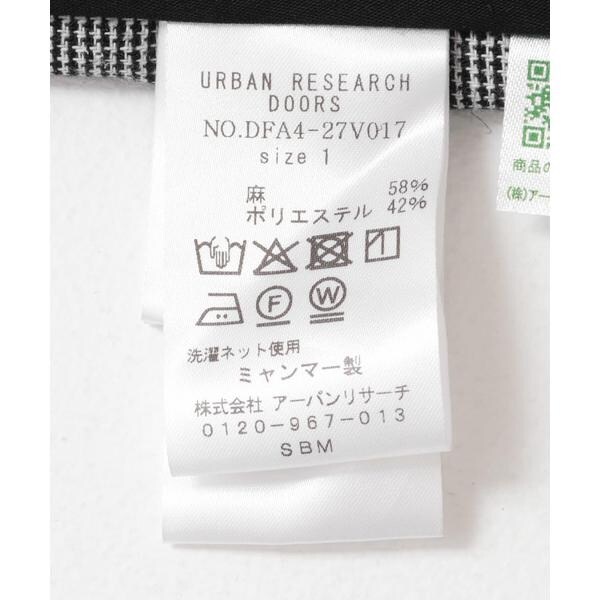 URBAN RESEARCH
DOORS
NO.DFA4-27V017
size 1
麻 58%
ポリエステル 42%
F
W
洗濯ネット使用
ミャンマー製
株式会社 アーバンリサーチ
0120-967-013
SBM
商品の
(株)アー